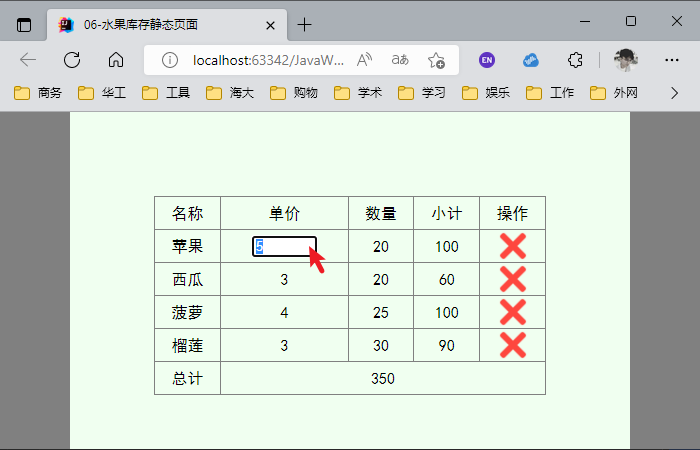 06-水果库存静态页面
localhost:63342/JavaW...
A aあ EN
商务 华工 工具 海大 购物 学术 学习 娱乐 工作 外网
名称 单价 数量 小计 操作
苹果 5 20 100
西瓜 3 20 60
菠萝 4 25 100
榴莲 3 30 90
总计 350